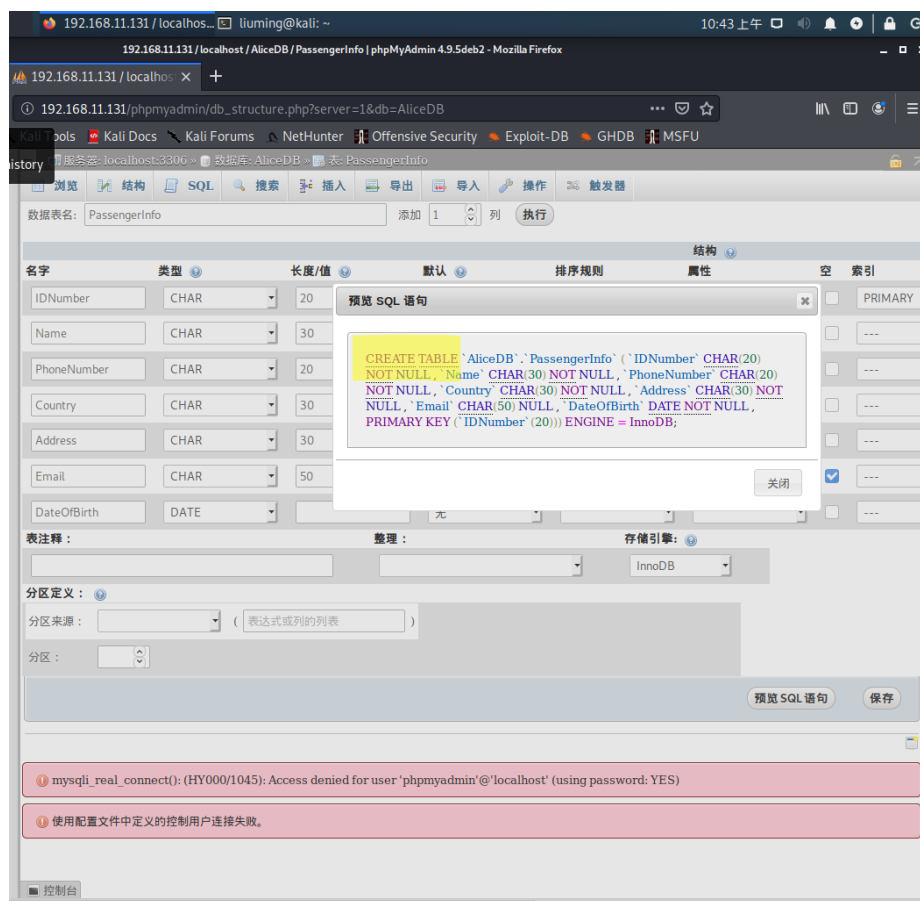 192.168.11.131 / localhos... liuming@kali: ~ 10:43 上午
192.168.11.131 / localhost / AliceDB / PassengerInfo | phpMyAdmin 4.9.5deb2 - Mozilla Firefox
192.168.11.131 / localhos
192.168.11.131/phpmyadmin/db_structure.php?server=1&db=AliceDB
Kali Tools Kali Docs Kali Forums NetHunter Offensive Security Exploit-DB GHDB MSFU
istory
服务器: localhost:3306 » 数据库: AliceDB » 表: PassengerInfo
浏览 结构 SQL 搜索 插入 导出 导入 操作 触发器
数据表名: PassengerInfo 添加 1 列 执行
结构
名字 类型 长度/值 默认 排序规则 属性 空 索引
IDNumber CHAR 20 PRIMARY
Name CHAR 30 ---
PhoneNumber CHAR 20 ---
Country CHAR 30 ---
Address CHAR 30 ---
Email CHAR 50 ---
DateOfBirth DATE 无 ---
预览 SQL 语句
CREATE TABLE `AliceDB`.`PassengerInfo` ( `IDNumber` CHAR(20)
NOT NULL , `Name` CHAR(30) NOT NULL , `PhoneNumber` CHAR(20)
NOT NULL , `Country` CHAR(30) NOT NULL , `Address` CHAR(30) NOT
NULL , `Email` CHAR(50) NULL , `DateOfBirth` DATE NOT NULL ,
PRIMARY KEY (`IDNumber`(20))) ENGINE = InnoDB;
关闭
表注释： 整理： 存储引擎:
InnoDB
分区定义：
分区来源： ( 表达式或列的列表 )
分区：
预览 SQL 语句 保存
mysqli_real_connect(): (HY000/1045): Access denied for user 'phpmyadmin'@'localhost' (using password: YES)
使用配置文件中定义的控制用户连接失败。
控制台